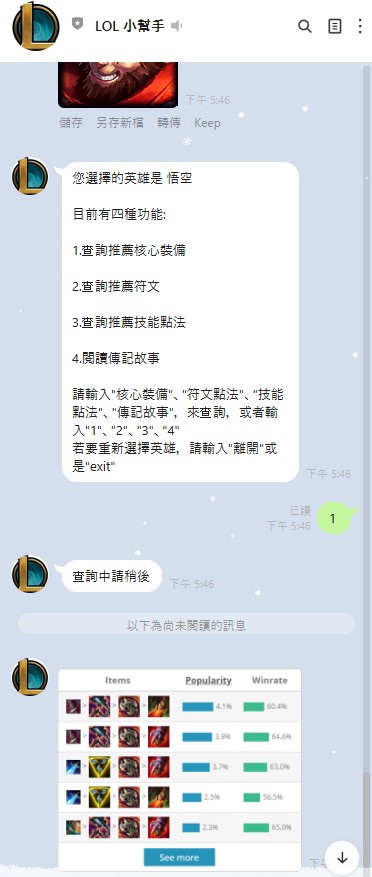 LOL 小幫手
下午 5:46
儲存 另存新檔 轉傳 Keep
您選擇的英雄是 悟空
目前有四種功能:
1.查詢推薦核心裝備
2.查詢推薦符文
3.查詢推薦技能點法
4.閱讀傳記故事
請輸入"核心裝備"、"符文點法"、"技能
點法"、"傳記故事"，來查詢，或者輸
入"1"、"2"、"3"、"4"
若要重新選擇英雄，請輸入"離開"或
是"exit"
下午 5:46
已讀
下午 5:46
1
查詢中請稍後
下午 5:46
以下為尚未閱讀的訊息
Items Popularity Winrate
4.1% 60.4%
3.9% 64.6%
3.7% 63.0%
2.5% 56.5%
2.3% 65.0%
See more